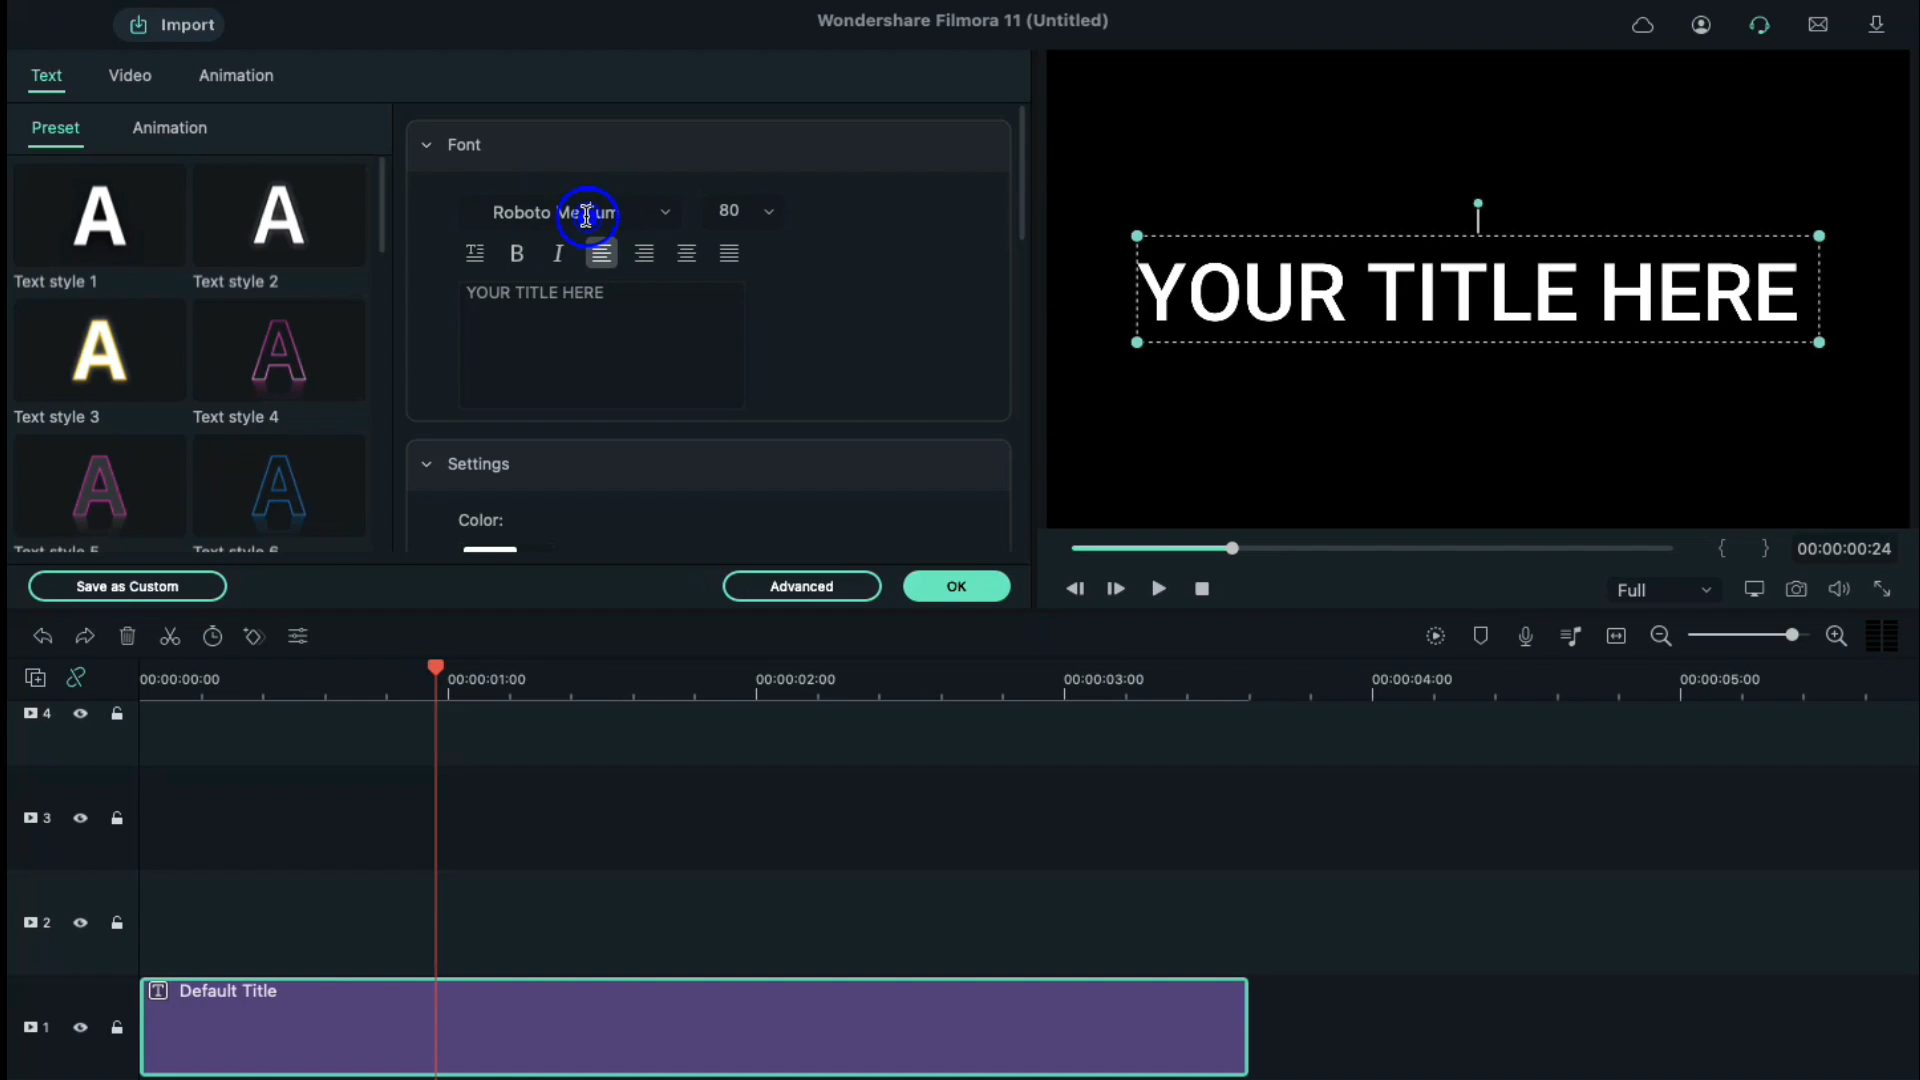 Import
Wondershare Filmora 11 (Untitled)
Text Video Animation
Preset Animation
Font
A
A
Roboto Medium
80
B I
Text style 1
Text style 2
YOUR TITLE HERE
YOUR TITLE HERE
A
A
Text style 3
Text style 4
Settings
A
A
Color:
Text style 5
Text style 6
{ } 00:00:00:24
Save as Custom
Advanced
OK
Full
00:00:00:00
00:00:01:00
00:00:02:00
00:00:03:00
00:00:04:00
00:00:05:00
4
3
2
T Default Title
1